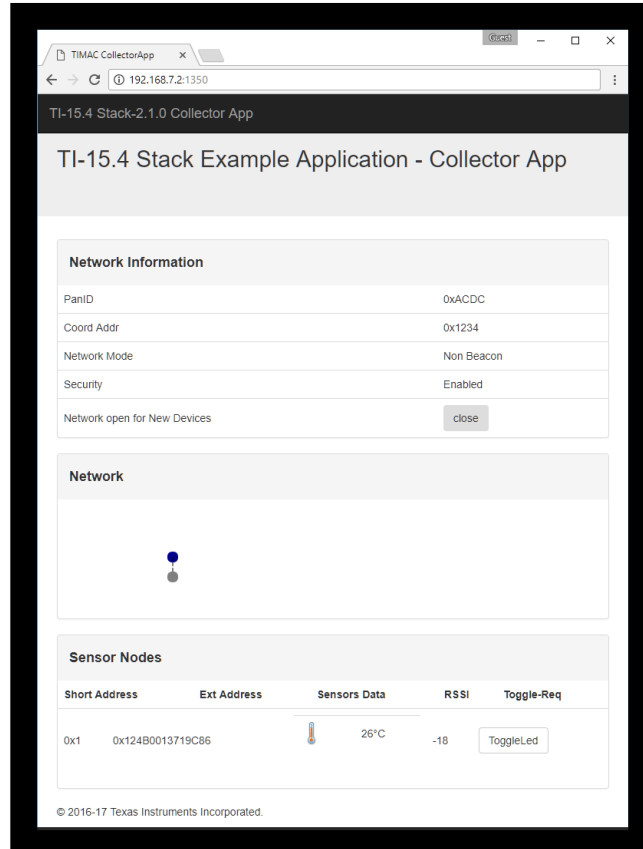 Guest
TIMAC CollectorApp
192.168.7.2:1350
TI-15.4 Stack-2.1.0 Collector App
TI-15.4 Stack Example Application - Collector App
Network Information
PanID 0xACDC
Coord Addr 0x1234
Network Mode Non Beacon
Security Enabled
Network open for New Devices close
Network
Sensor Nodes
Short Address Ext Address Sensors Data RSSI Toggle-Req
0x1 0x124B0013719C86 26°C -18 ToggleLed
© 2016-17 Texas Instruments Incorporated.